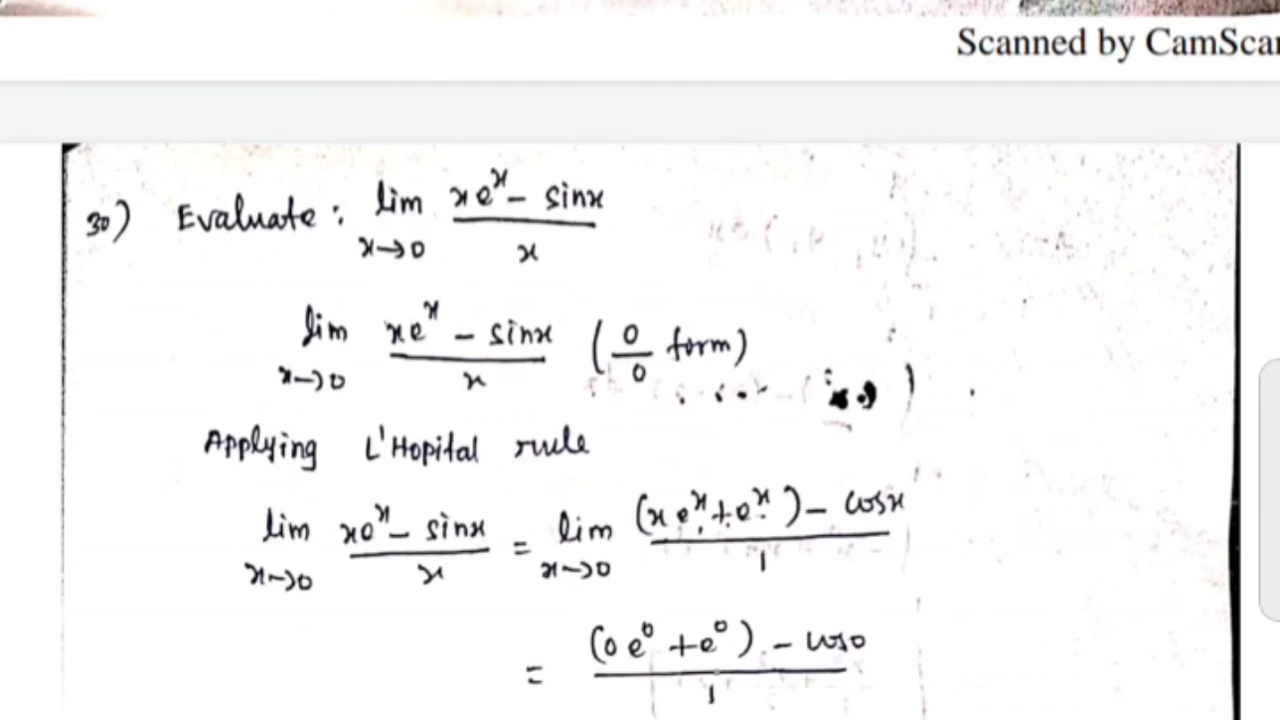 Scanned by CamScan
30) Evaluate : lim x→0 (xe^x - sinx)/x
lim x→0 (xe^x - sinx)/x (0/0 form)
Applying L'Hopital rule
lim x→0 (xe^x - sinx)/x = lim x→0 ((xe^x + e^x) - cosx)/1
= ((0e^0 + e^0) - cos0)/1